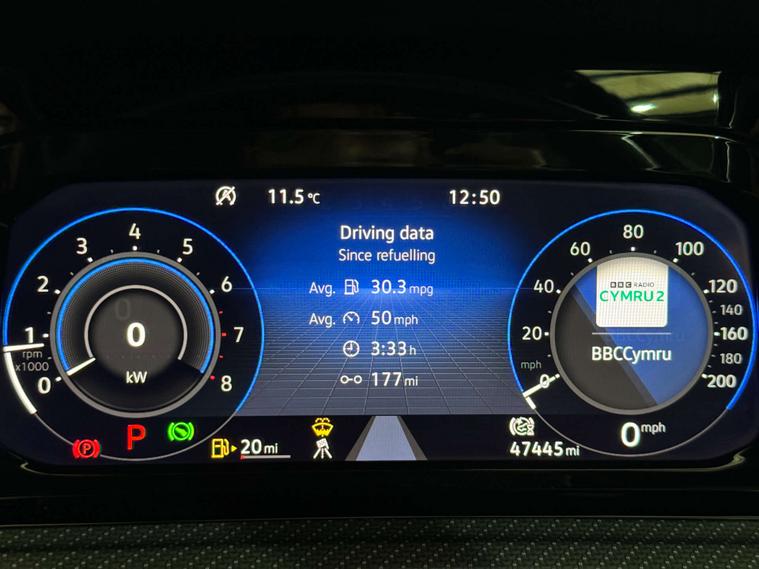 11.5 °C
12:50
Driving data
Since refuelling
Avg. 30.3 mpg
Avg. 50 mph
3:33 h
177 mi
0
1
2
3
4
5
6
7
8
rpm
x1000
0
kW
0
20
40
60
80
100
120
140
160
180
200
mph
BBC RADIO
CYMRU 2
BBCCymru
0 mph
P
P
20 mi
47445 mi